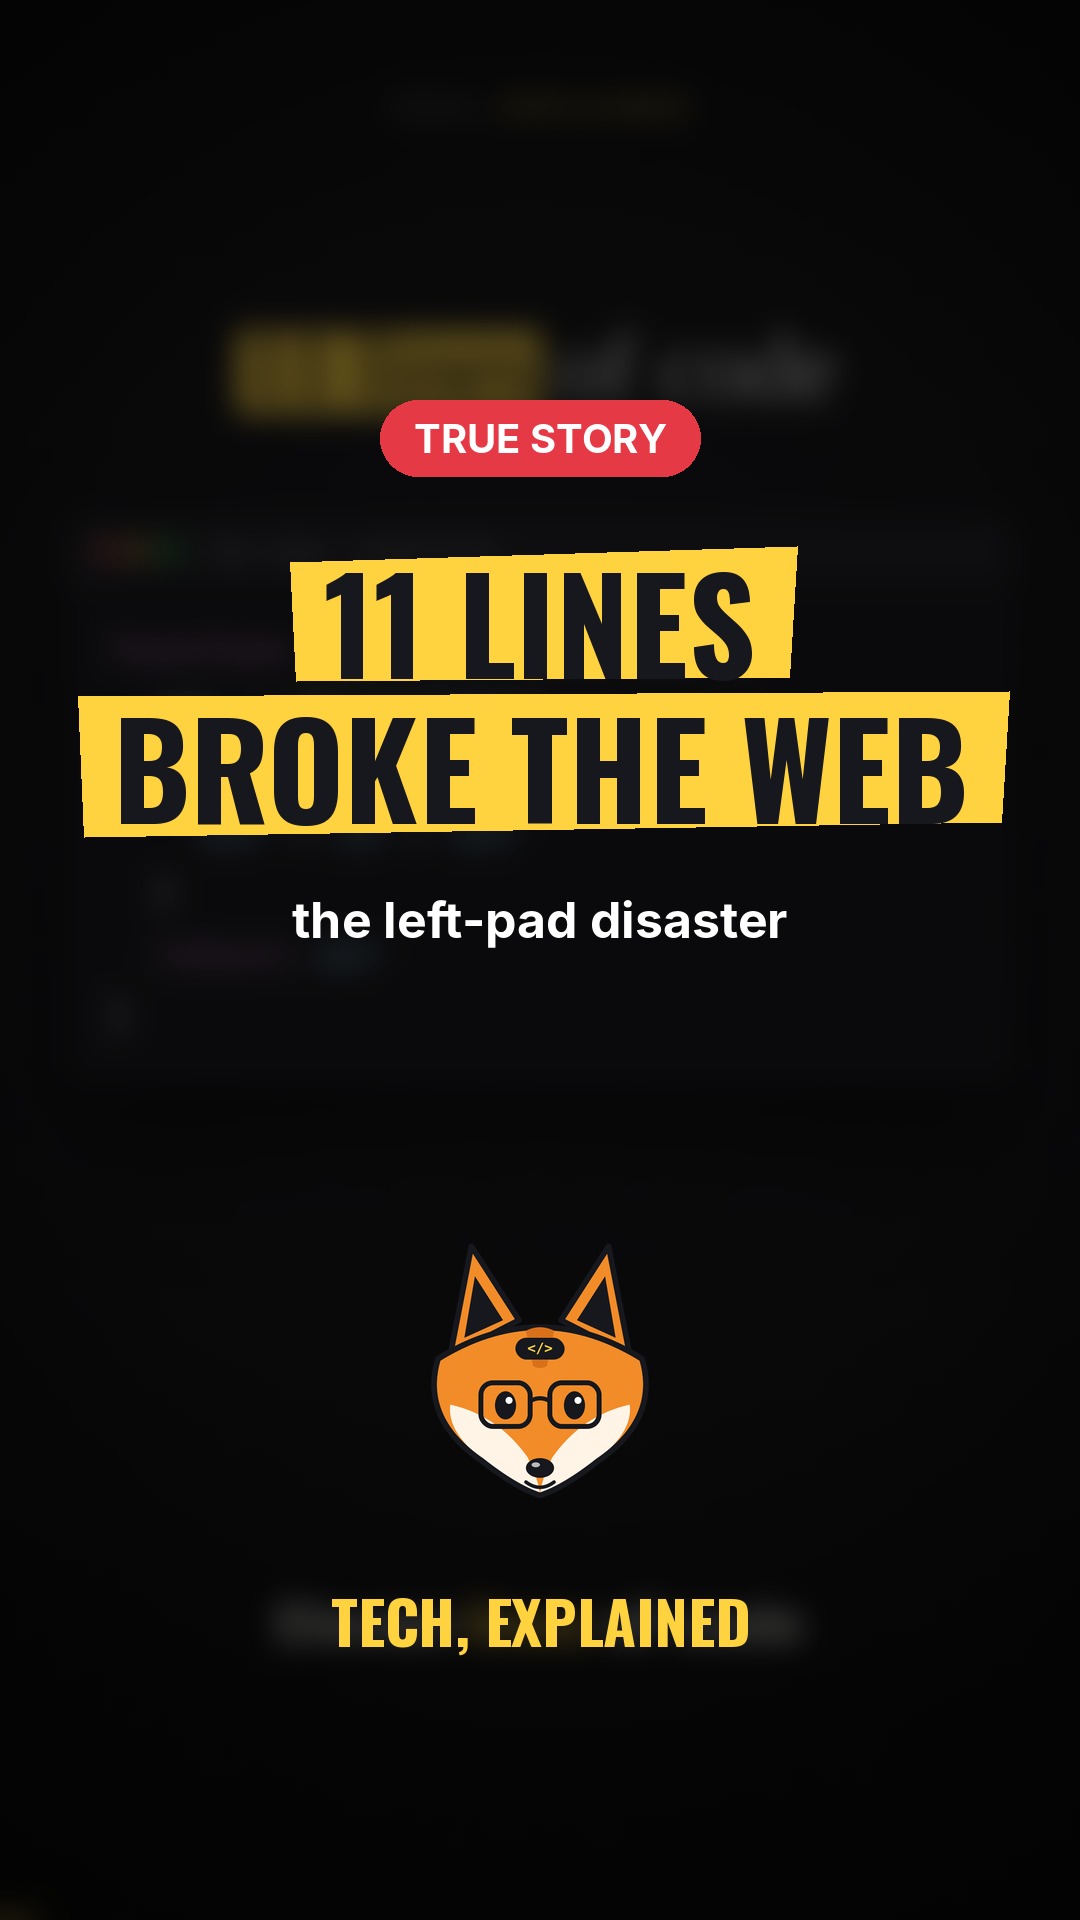 TRUE STORY
11 LINES
BROKE THE WEB
the left-pad disaster
</>
TECH, EXPLAINED